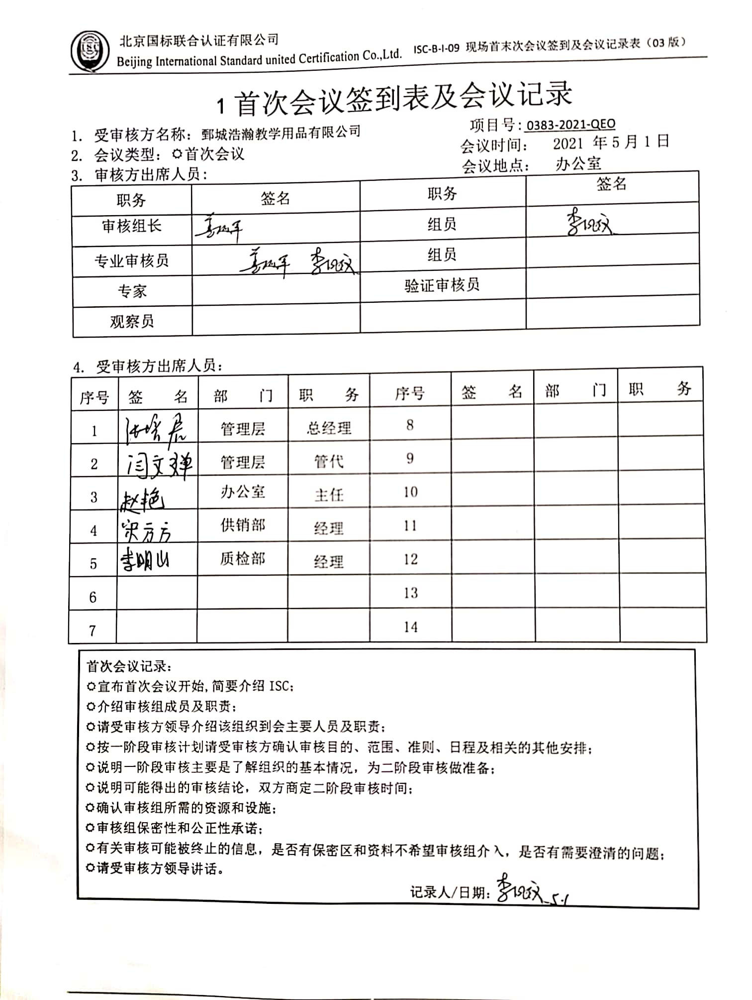 ISC
北京国标联合认证有限公司
Beijing International Standard united Certification Co.,Ltd.
ISC-B-I-09 现场首末次会议签到及会议记录表（03 版）
1 首次会议签到表及会议记录
项目号: 0383-2021-QEO
1. 受审核方名称：鄄城浩瀚教学用品有限公司
会议时间： 2021 年 5 月 1 日
2. 会议类型：首次会议
会议地点： 办公室
3. 审核方出席人员：
职务 签名 职务 签名
审核组长 组员
专业审核员 组员
专家 验证审核员
观察员
4. 受审核方出席人员：
序号 签 名 部 门 职 务 序号 签 名 部 门 职 务
1 管理层 总经理 8
2 闫文婵 管理层 管代 9
3 赵艳 办公室 主任 10
4 宋方方 供销部 经理 11
5 李明山 质检部 经理 12
6 13
7 14
首次会议记录：
宣布首次会议开始,简要介绍 ISC；
介绍审核组成员及职责；
请受审核方领导介绍该组织到会主要人员及职责；
按一阶段审核计划请受审核方确认审核目的、范围、准则、日程及相关的其他安排；
说明一阶段审核主要是了解组织的基本情况，为二阶段审核做准备；
说明可能得出的审核结论，双方商定二阶段审核时间；
确认审核组所需的资源和设施；
审核组保密性和公正性承诺；
有关审核可能被终止的信息，是否有保密区和资料不希望审核组介入，是否有需要澄清的问题；
请受审核方领导讲话。
记录人/日期： 5.1